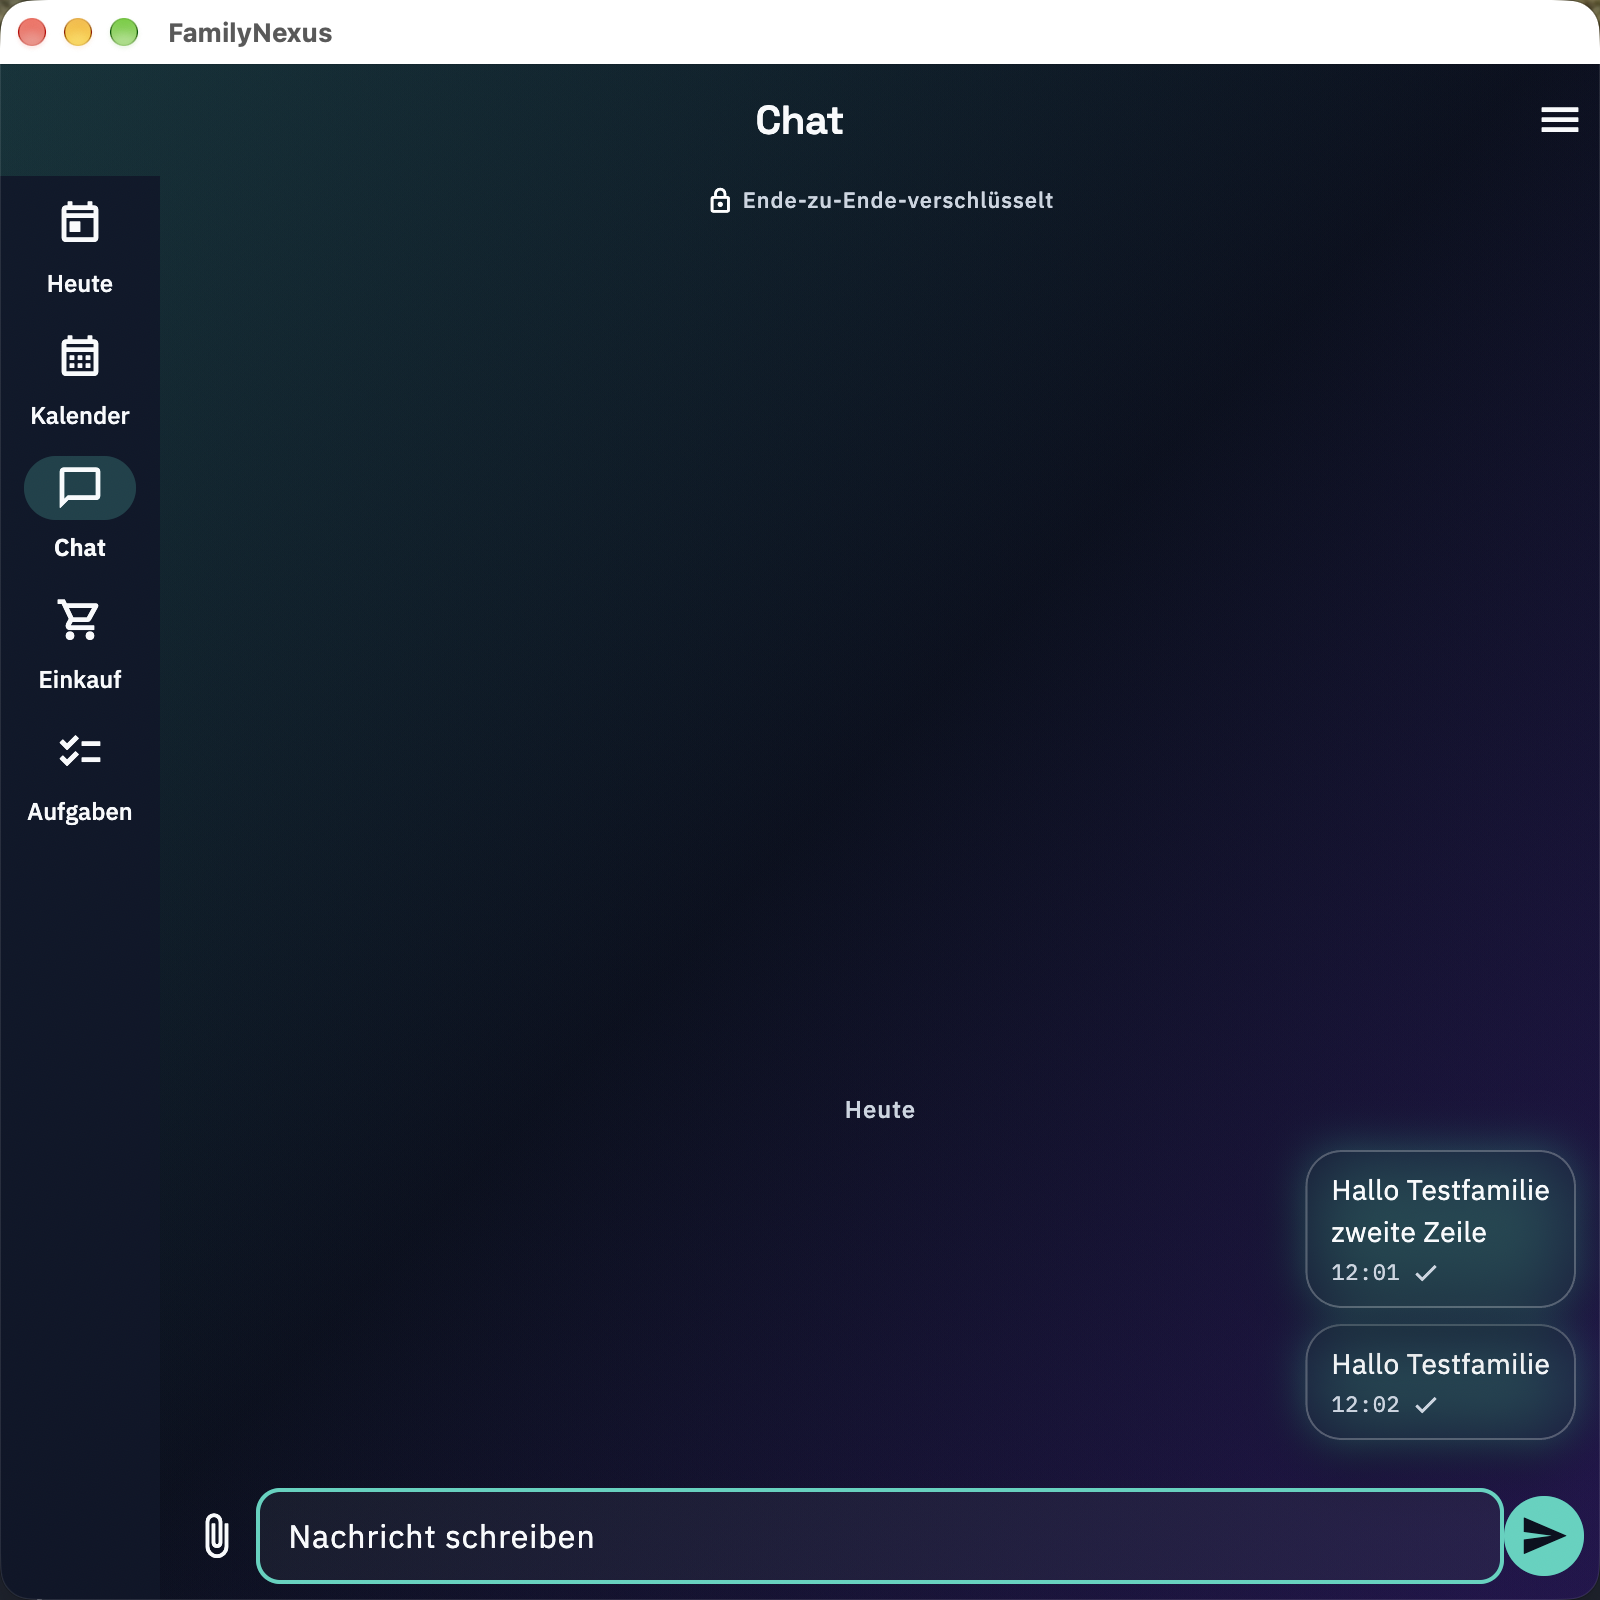 FamilyNexus
Chat
Ende-zu-Ende-verschlüsselt
Heute
Kalender
Chat
Einkauf
Aufgaben
Heute
Hallo Testfamilie
zweite Zeile
12:01
Hallo Testfamilie
12:02
Nachricht schreiben